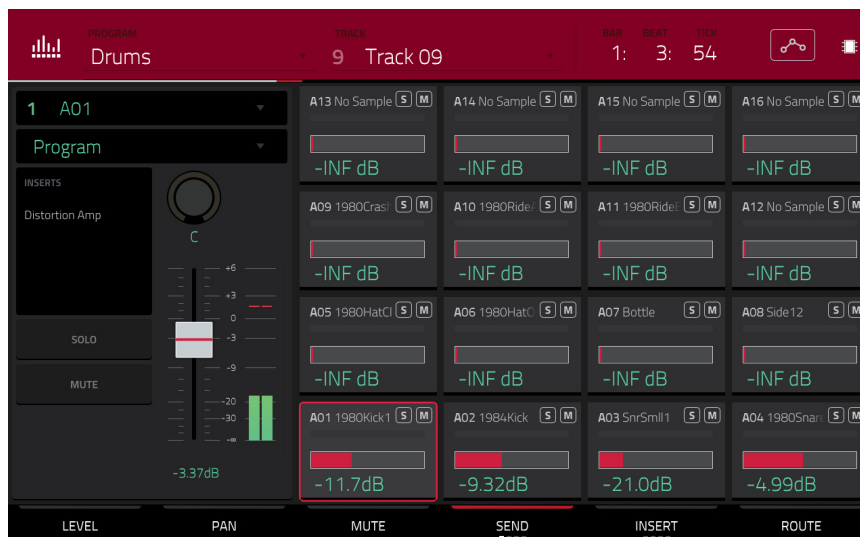 PROGRAM TRACK BAR BEAT TICK
Drums 9 Track 09 1: 3: 54
1 A01
Program
INSERTS
Distortion Amp
C
+6
+3
0
-3
-9
-20
-30
-∞
SOLO
MUTE
-3.37dB
A13 No Sample S M
-INF dB
A14 No Sample S M
-INF dB
A15 No Sample S M
-INF dB
A16 No Sample S M
-INF dB
A09 1980Crash S M
-INF dB
A10 1980Ride S M
-INF dB
A11 1980Ride S M
-INF dB
A12 No Sample S M
-INF dB
A05 1980HatCl S M
-INF dB
A06 1980HatO S M
-INF dB
A07 Bottle S M
-INF dB
A08 Side12 S M
-INF dB
A01 1980Kick1 S M
-11.7dB
A02 1984Kick S M
-9.32dB
A03 SnrSmll1 S M
-21.0dB
A04 1980Snare S M
-4.99dB
LEVEL PAN MUTE SEND INSERT ROUTE